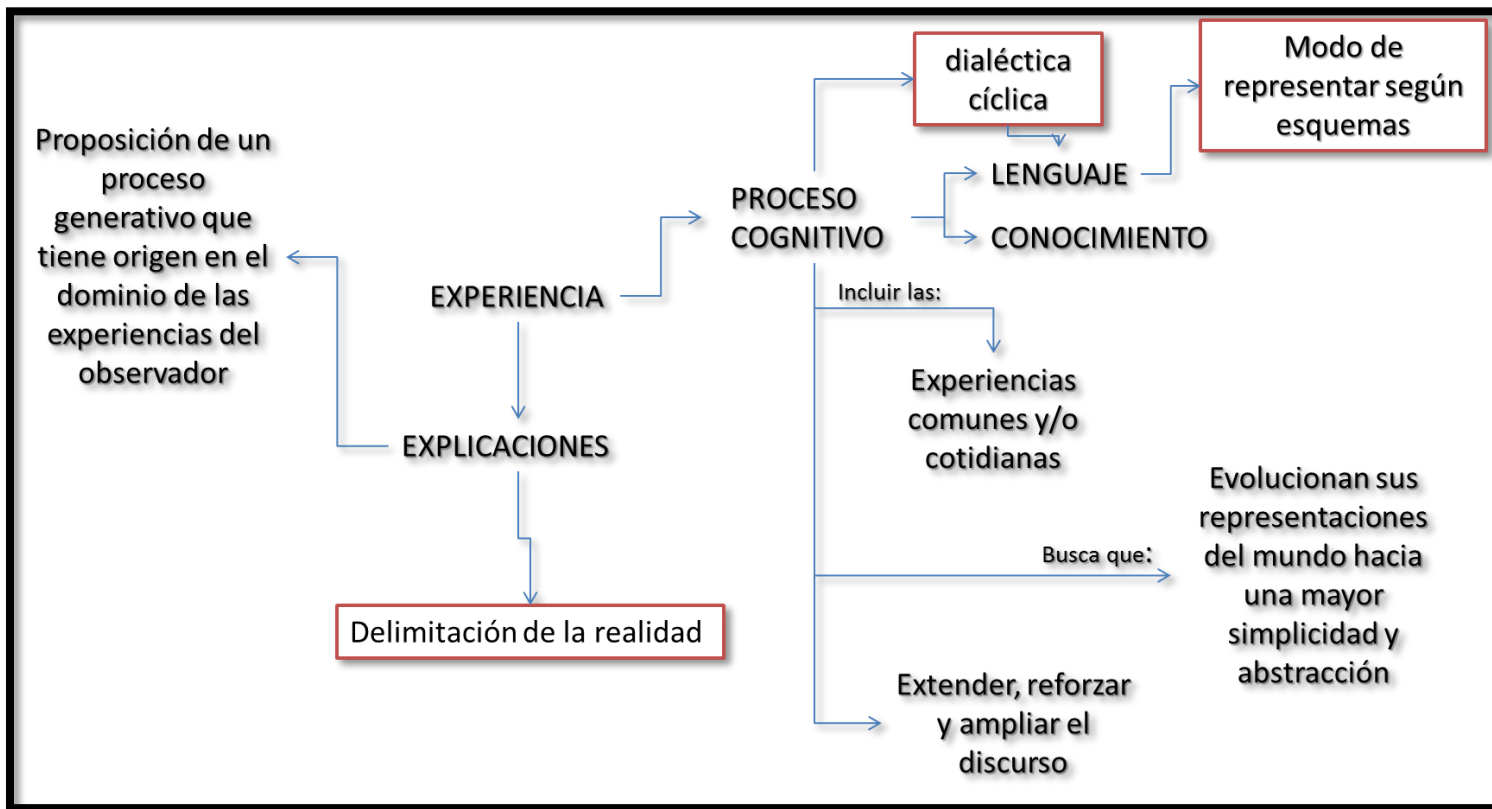 Proposición de un
proceso
generativo que
tiene origen en el
dominio de las
experiencias del
observador
EXPERIENCIA
EXPLICACIONES
Delimitación de la realidad
PROCESO
COGNITIVO
dialéctica
cíclica
LENGUAJE
CONOCIMIENTO
Modo de
representar según
esquemas
Incluir las:
Experiencias
comunes y/o
cotidianas
Busca que:
Evolucionan sus
representaciones
del mundo hacia
una mayor
simplicidad y
abstracción
Extender, reforzar
y ampliar el
discurso